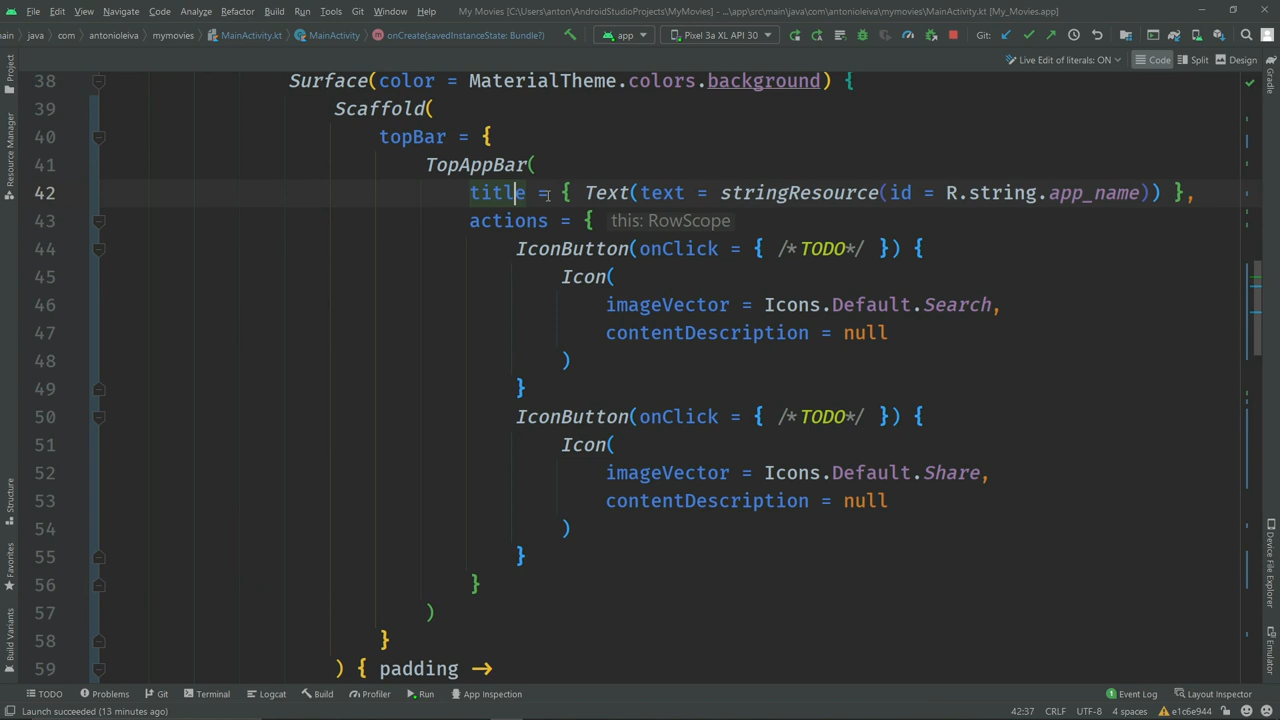 File Edit View Navigate Code Analyze Refactor Build Run Tools Git Window Help My Movies [C:\Users\anton\AndroidStudioProjects\MyMovies] - ...\app\src\main\java\com\antonioleiva\mymovies\MainActivity.kt [My_Movies.app]
main java com antonioleiva mymovies MainActivity.kt MainActivity onCreate(savedInstanceState: Bundle?) app Pixel 3a XL API 30 Git:
Live Edit of literals: ON Code Split Design
38 Surface(color = MaterialTheme.colors.background) {
39 Scaffold(
40 topBar = {
41 TopAppBar(
42 title = { Text(text = stringResource(id = R.string.app_name)) },
43 actions = { this: RowScope
44 IconButton(onClick = { /*TODO*/ }) {
45 Icon(
46 imageVector = Icons.Default.Search,
47 contentDescription = null
48 )
49 }
50 IconButton(onClick = { /*TODO*/ }) {
51 Icon(
52 imageVector = Icons.Default.Share,
53 contentDescription = null
54 )
55 }
56 }
57 )
58 }
59 ) { padding →
Project
Resource Manager
Structure
Favorites
Build Variants
Gradle
Device File Explorer
Emulator
TODO Problems Git Terminal Logcat Build Profiler Run App Inspection Event Log Layout Inspector
Launch succeeded (13 minutes ago) 42:37 CRLF UTF-8 4 spaces e1c6e944